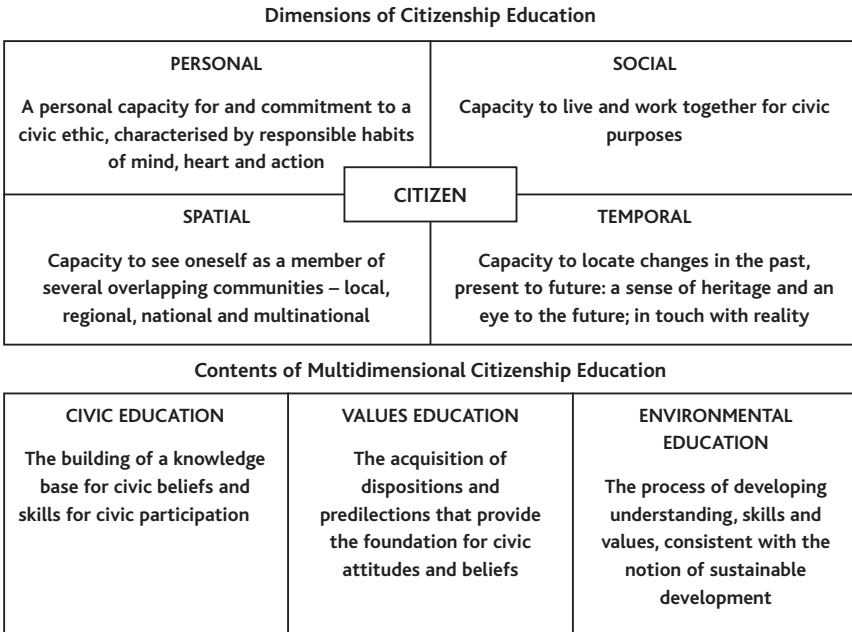 Dimensions of Citizenship Education
PERSONAL
A personal capacity for and commitment to a
civic ethic, characterised by responsible habits
of mind, heart and action
SOCIAL
Capacity to live and work together for civic
purposes
CITIZEN
SPATIAL
Capacity to see oneself as a member of
several overlapping communities – local,
regional, national and multinational
TEMPORAL
Capacity to locate changes in the past,
present to future: a sense of heritage and an
eye to the future; in touch with reality
Contents of Multidimensional Citizenship Education
CIVIC EDUCATION
The building of a knowledge
base for civic beliefs and
skills for civic participation
VALUES EDUCATION
The acquisition of
dispositions and
predilections that provide
the foundation for civic
attitudes and beliefs
ENVIRONMENTAL
EDUCATION
The process of developing
understanding, skills and
values, consistent with the
notion of sustainable
development